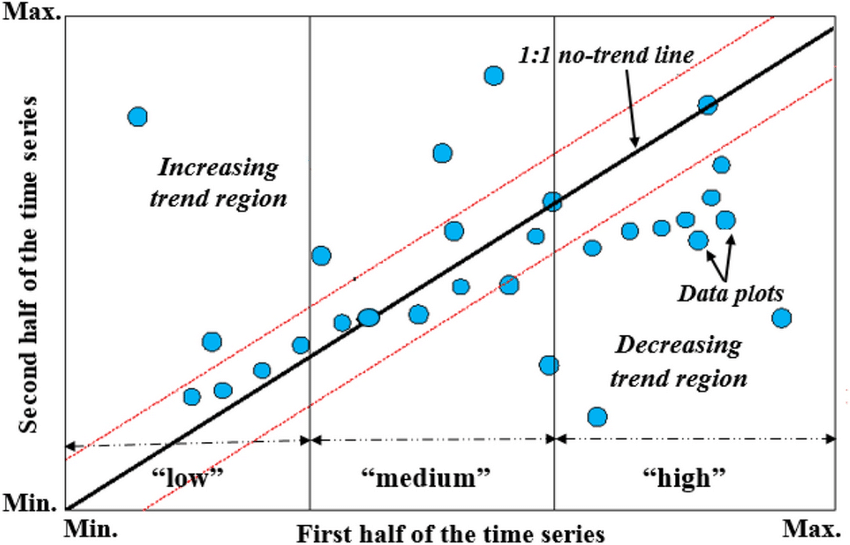 Max.
1:1 no-trend line
Increasing
trend region
Second half of the time series
Data plots
Decreasing
trend region
“low”
“medium”
“high”
Min.
Min.
First half of the time series
Max.